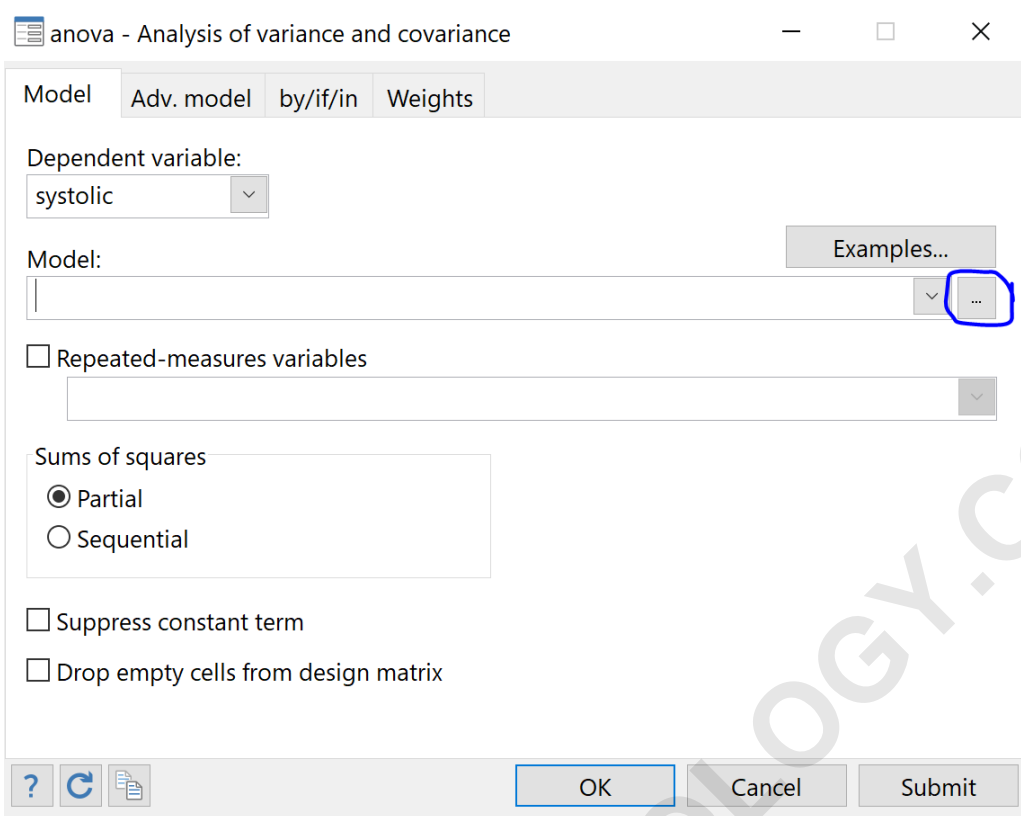 anova - Analysis of variance and covariance
Model Adv. model by/if/in Weights
Dependent variable:
systolic
Examples...
Model:
...
Repeated-measures variables
Sums of squares
Partial
Sequential
Suppress constant term
Drop empty cells from design matrix
? OK Cancel Submit
OLOGY.C